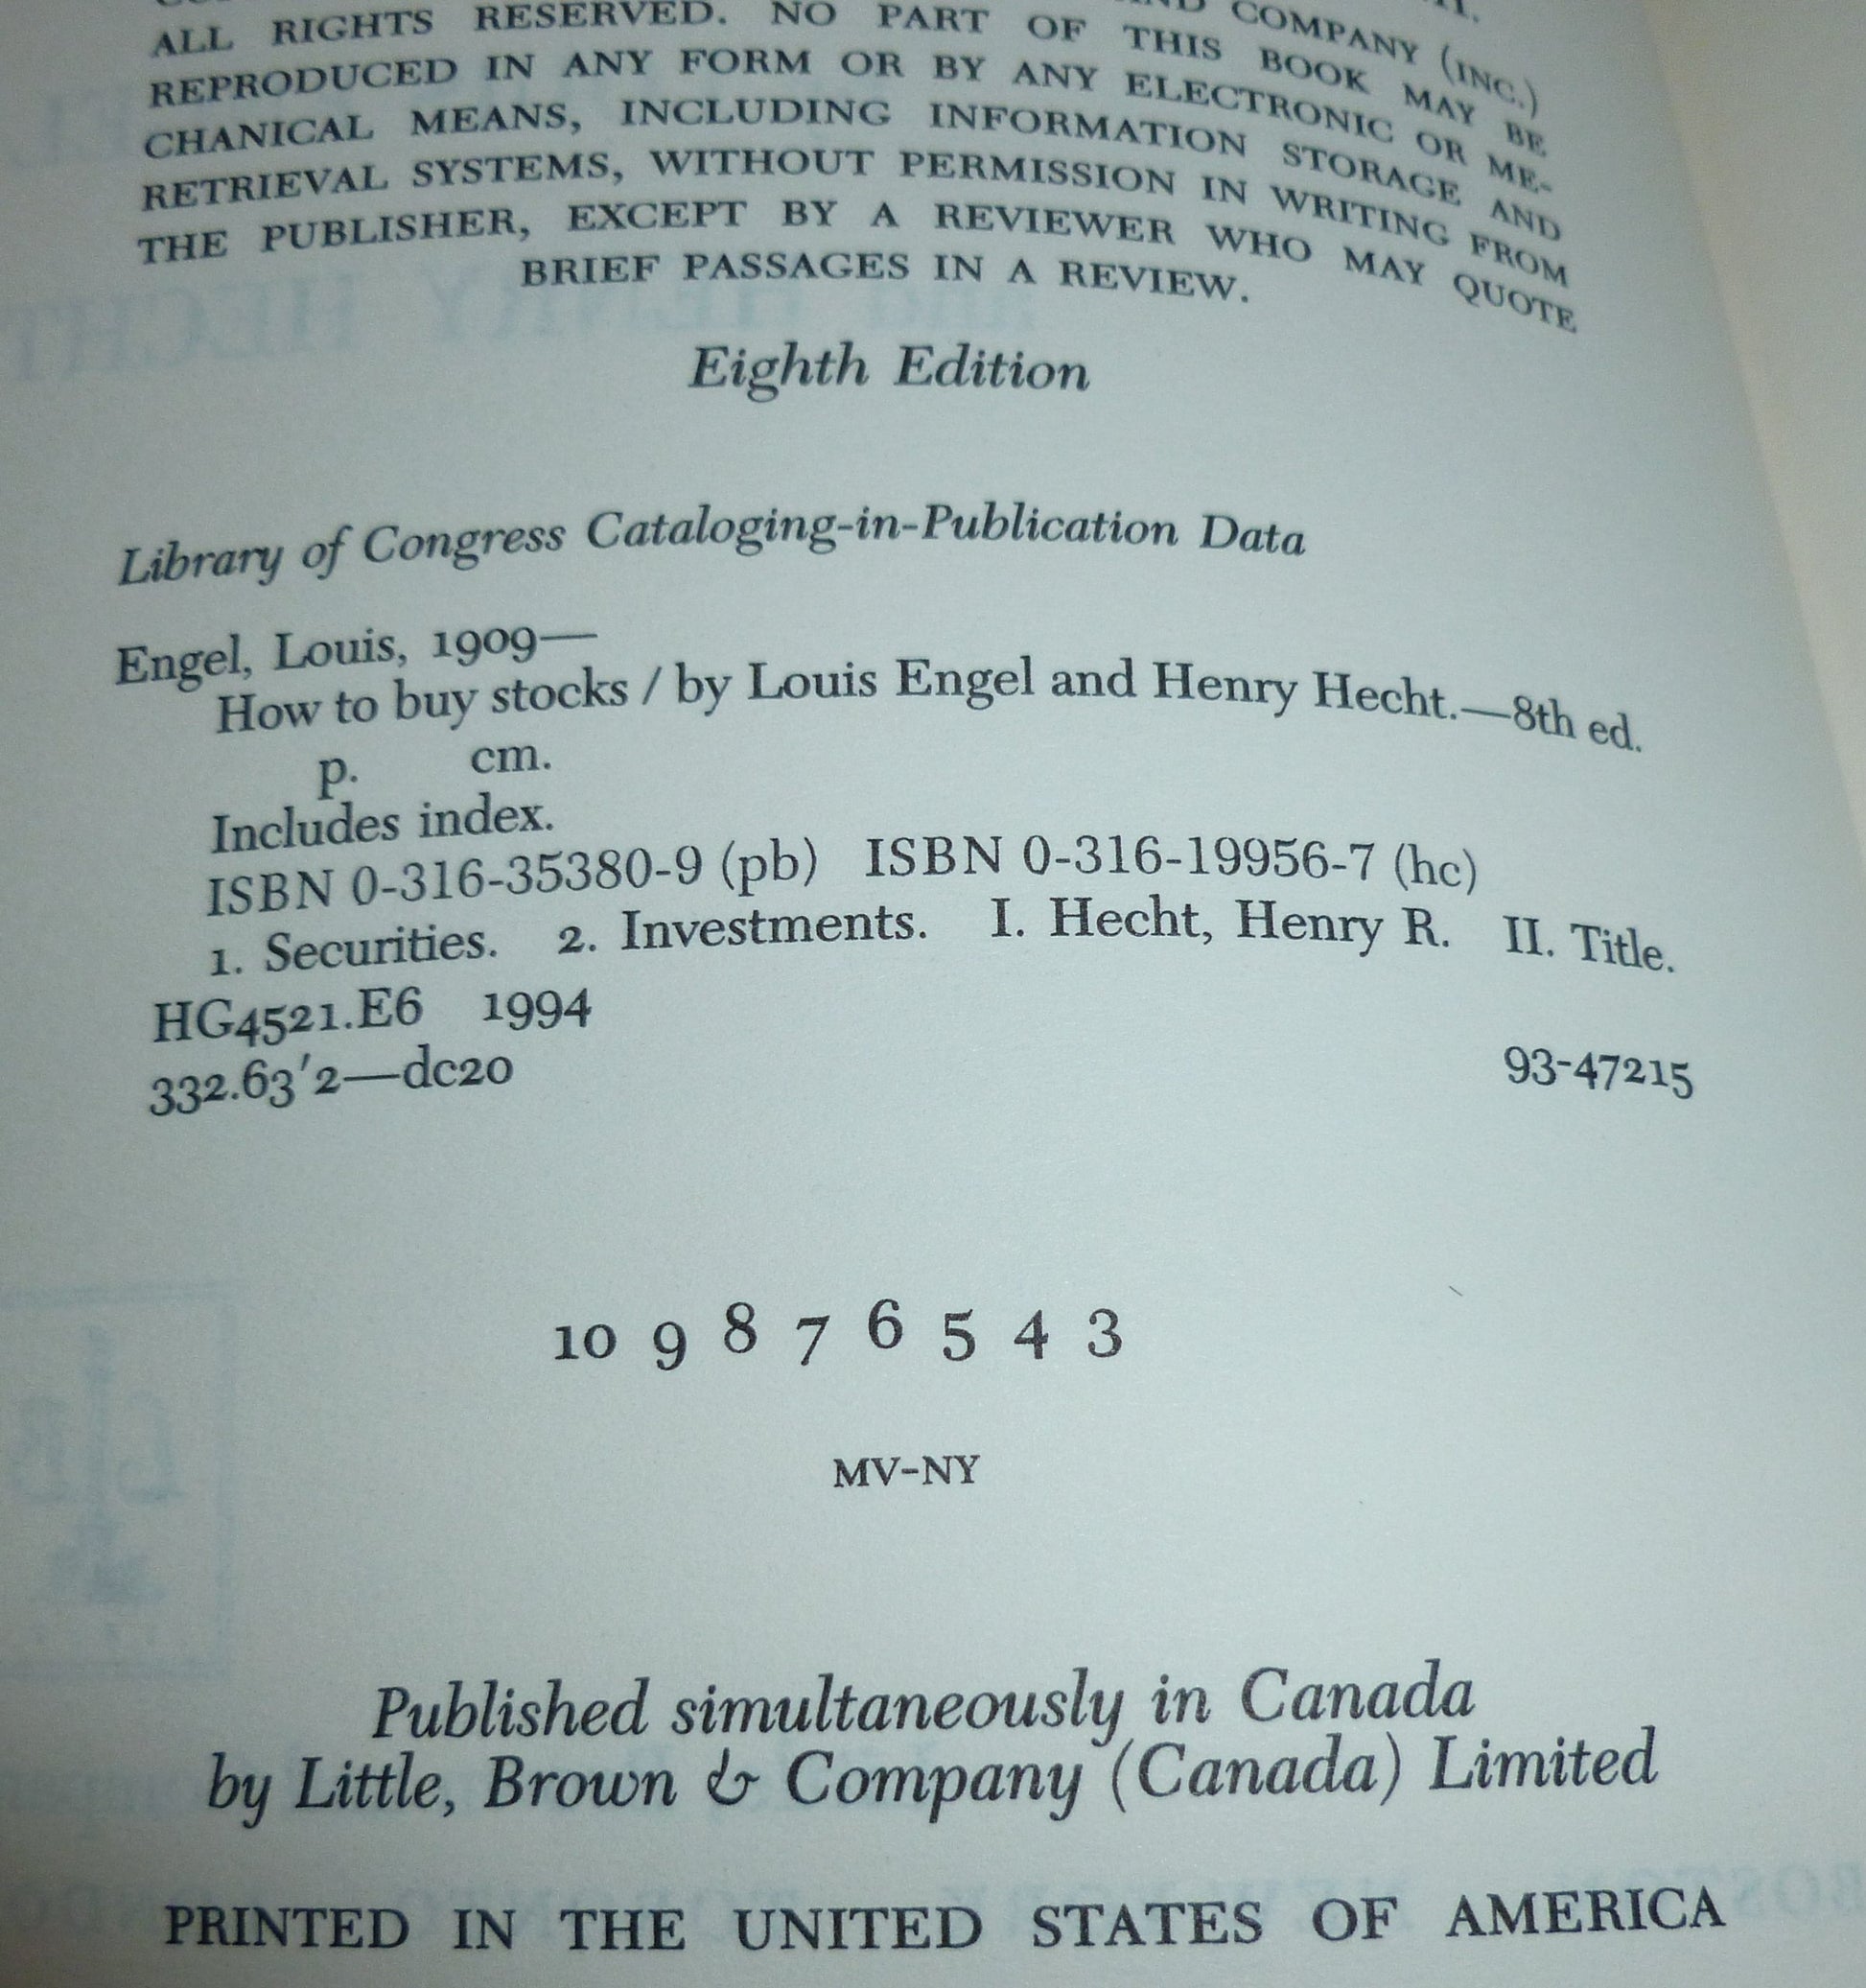 COMPANY (INC.)
ALL RIGHTS RESERVED. NO PART OF THIS BOOK MAY BE
REPRODUCED IN ANY FORM OR BY ANY ELECTRONIC OR ME-
CHANICAL MEANS, INCLUDING INFORMATION STORAGE AND
RETRIEVAL SYSTEMS, WITHOUT PERMISSION IN WRITING FROM
THE PUBLISHER, EXCEPT BY A REVIEWER WHO MAY QUOTE
BRIEF PASSAGES IN A REVIEW.
Eighth Edition
Library of Congress Cataloging-in-Publication Data
Engel, Louis, 1909—
How to buy stocks / by Louis Engel and Henry Hecht.—8th ed.
p. cm.
Includes index.
ISBN 0-316-35380-9 (pb) ISBN 0-316-19956-7 (hc)
1. Securities. 2. Investments. I. Hecht, Henry R. II. Title.
HG4521.E6 1994
332.63'2—dc20 93-47215
10 9 8 7 6 5 4 3
MV-NY
Published simultaneously in Canada
by Little, Brown & Company (Canada) Limited
PRINTED IN THE UNITED STATES OF AMERICA